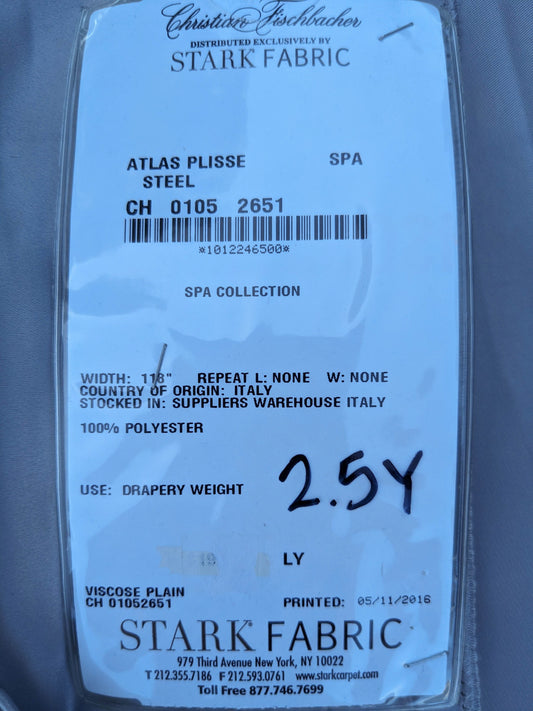 Christian Fischbacher
DISTRIBUTED EXCLUSIVELY BY
STARK FABRIC
ATLAS PLISSE SPA
STEEL
CH 0105 2651
*1012246500*
SPA COLLECTION
WIDTH: 118" REPEAT L: NONE W: NONE
COUNTRY OF ORIGIN: ITALY
STOCKED IN: SUPPLIERS WAREHOUSE ITALY
100% POLYESTER
2.5Y
USE: DRAPERY WEIGHT
LY
VISCOSE PLAIN
CH 01052651 PRINTED: 05/11/2016
STARK FABRIC
979 Third Avenue New York, NY 10022
T 212.355.7186 F 212.593.0761 www.starkcarpet.com
Toll Free 877.746.7699